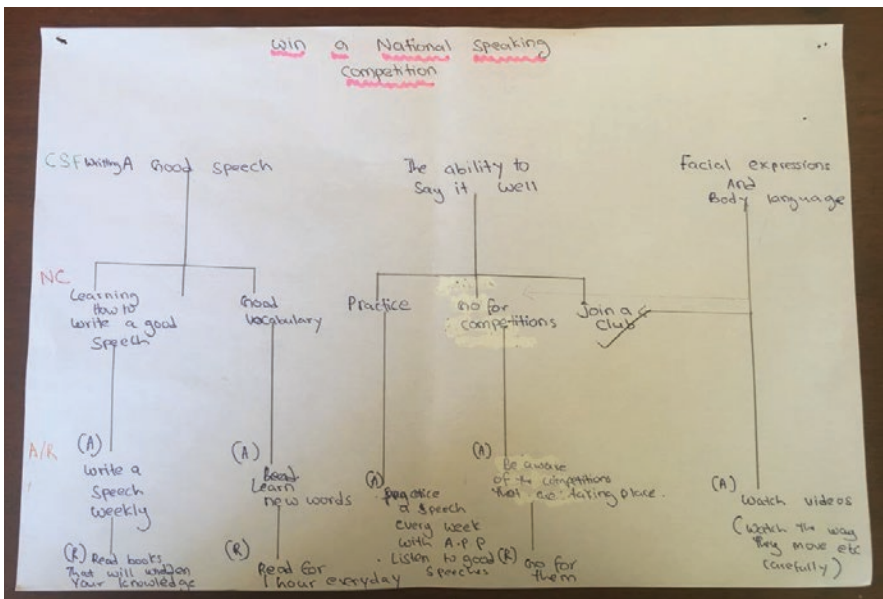 Win a National Speaking
Competition
CSF Writing A Good speech
The ability to
Say it well
Facial expressions
And
Body language
NC
Learning
How to
write a good
Speech
Good
vocabulary
Practice
Go for
competitions
Join a
Club
A/R
(A)
write a
Speech
weekly
(R) Read books
That will widden
Your knowledge
(A)
Learn
new words
(R)
Read for
1 hour everyday
(A)
practice
a speech
every week
with A.P.P
. Listen to good
speeches
(A)
Be aware
of the competitions
that are taking place.
(R) Go for
them
(A)
Watch videos
(Watch the way
They move etc
carefully)